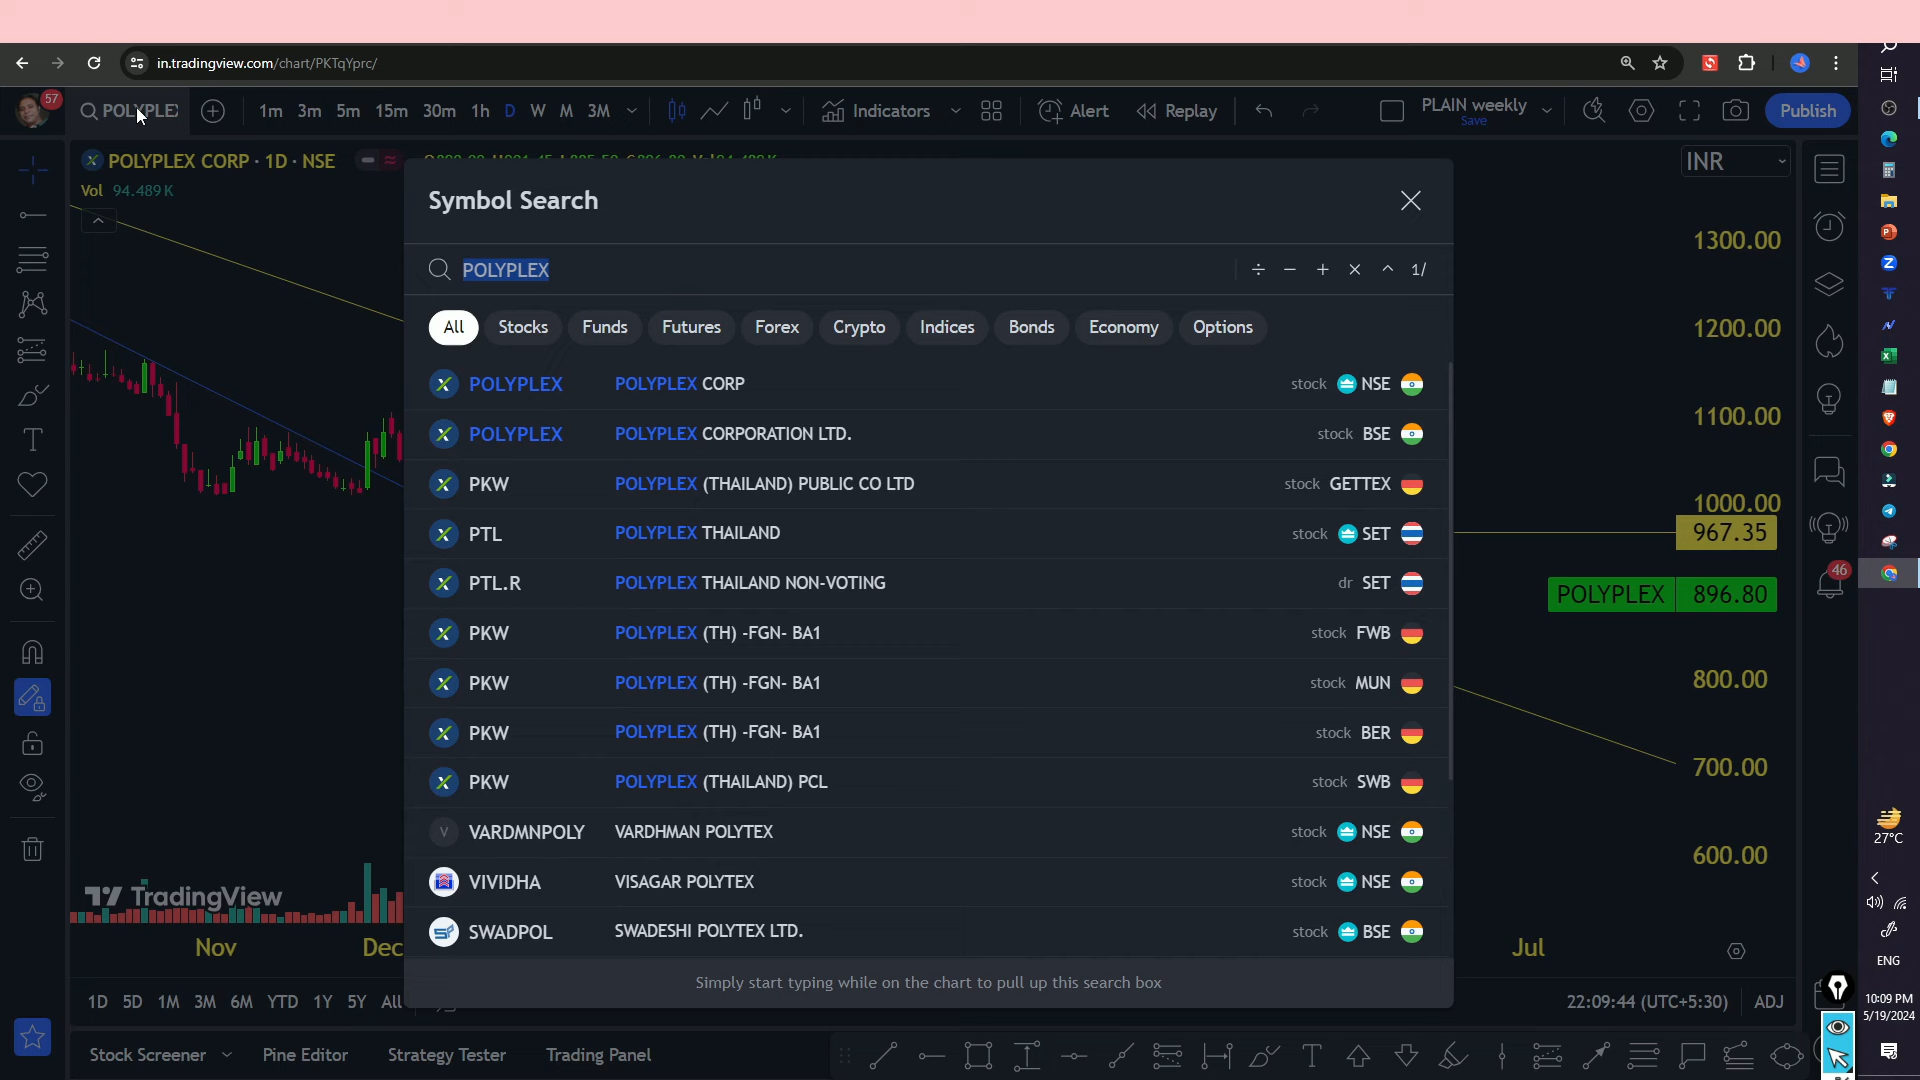 in.tradingview.com/chart/PKTqYprc/
57
POLYPLEX
1m 3m 5m 15m 30m 1h D W M 3M
Indicators
Alert
Replay
PLAIN weekly
Save
Publish
POLYPLEX CORP · 1D · NSE
Vol 94.489K
INR
Symbol Search
POLYPLEX
÷ − + × ^ 1/
All Stocks Funds Futures Forex Crypto Indices Bonds Economy Options
POLYPLEX POLYPLEX CORP stock NSE
POLYPLEX POLYPLEX CORPORATION LTD. stock BSE
PKW POLYPLEX (THAILAND) PUBLIC CO LTD stock GETTEX
PTL POLYPLEX THAILAND stock SET
PTL.R POLYPLEX THAILAND NON-VOTING dr SET
PKW POLYPLEX (TH) -FGN- BA1 stock FWB
PKW POLYPLEX (TH) -FGN- BA1 stock MUN
PKW POLYPLEX (TH) -FGN- BA1 stock BER
PKW POLYPLEX (THAILAND) PCL stock SWB
V VARDMNPOLY VARDHMAN POLYTEX stock NSE
VIVIDHA VISAGAR POLYTEX stock NSE
SWADPOL SWADESHI POLYTEX LTD. stock BSE
Simply start typing while on the chart to pull up this search box
1300.00
1200.00
1100.00
1000.00
967.35
POLYPLEX 896.80
800.00
700.00
600.00
46
TradingView
Nov Dec Jul
1D 5D 1M 3M 6M YTD 1Y 5Y All
22:09:44 (UTC+5:30) ADJ
Stock Screener Pine Editor Strategy Tester Trading Panel
27°C
ENG
10:09 PM
5/19/2024